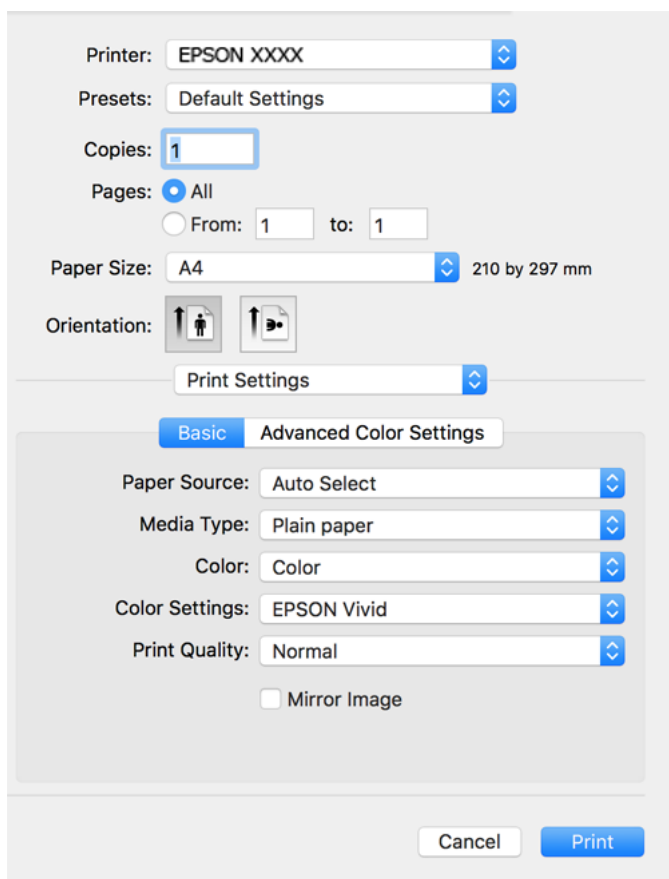 Printer: EPSON XXXX
Presets: Default Settings
Copies: 1
Pages: All
From: 1 to: 1
Paper Size: A4 210 by 297 mm
Orientation:
Print Settings
Basic Advanced Color Settings
Paper Source: Auto Select
Media Type: Plain paper
Color: Color
Color Settings: EPSON Vivid
Print Quality: Normal
Mirror Image
Cancel Print